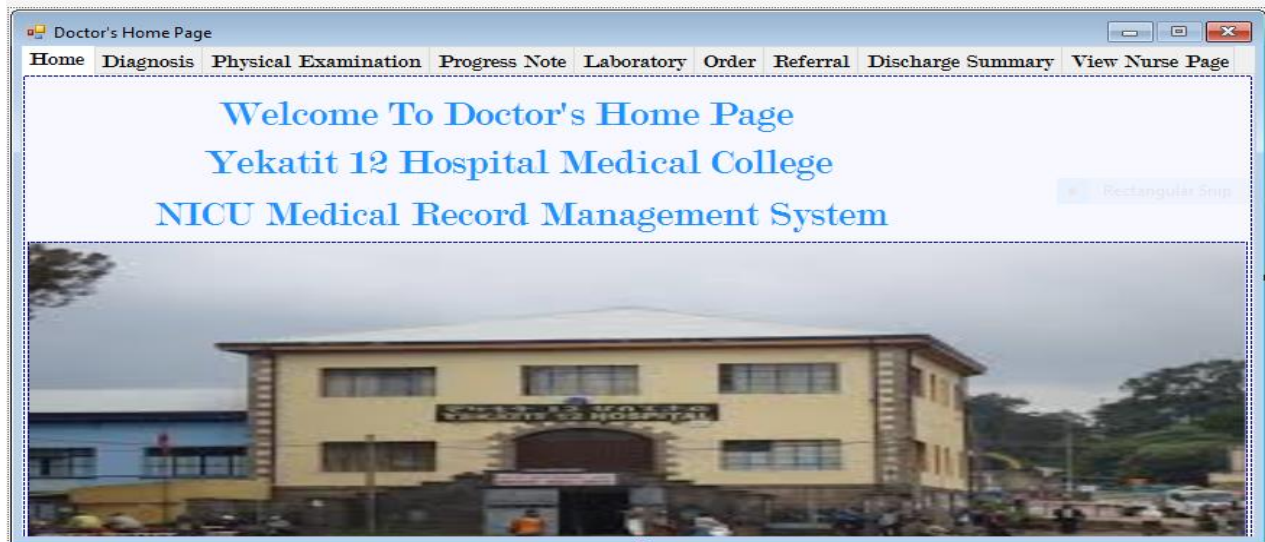 Doctor's Home Page
Home Diagnosis Physical Examination Progress Note Laboratory Order Referral Discharge Summary View Nurse Page
Welcome To Doctor's Home Page
Yekatit 12 Hospital Medical College
Rectangular Snip
NICU Medical Record Management System
HOSPITAL